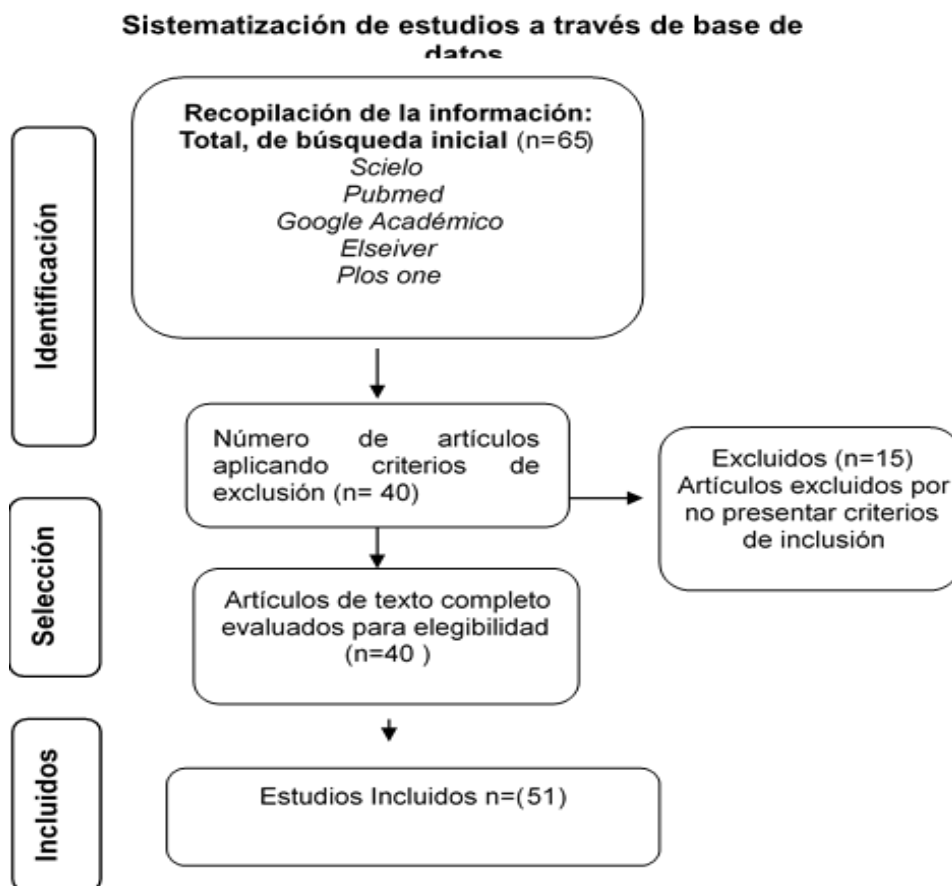 Sistematización de estudios a través de base de
datos
Recopilación de la información:
Total, de búsqueda inicial (n=65)
Scielo
Pubmed
Google Académico
Elseiver
Plos one
Identificación
Número de artículos
aplicando criterios de
exclusión (n= 40)
Excluidos (n=15)
Artículos excluidos por
no presentar criterios
de inclusión
Selección
Artículos de texto completo
evaluados para elegibilidad
(n=40 )
Incluidos
Estudios Incluidos n=(51)